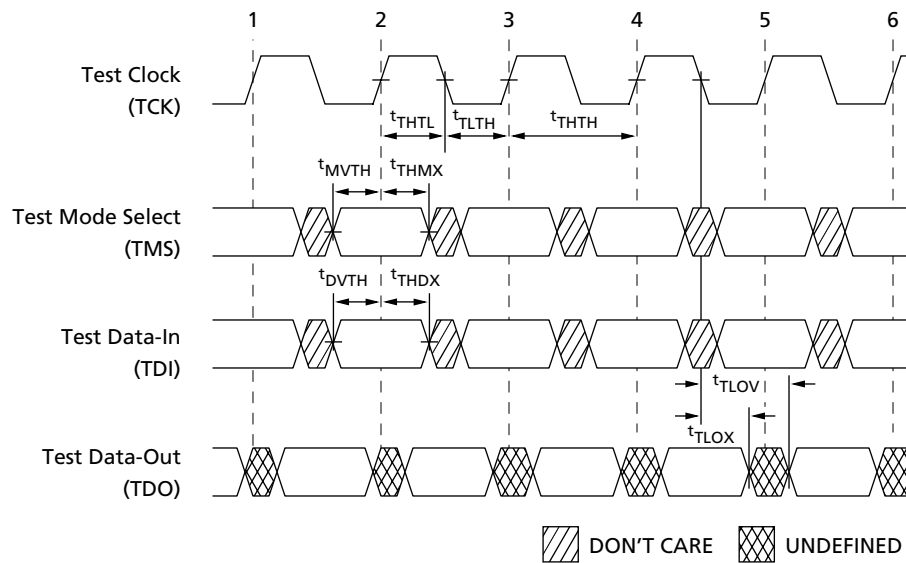 1 2 3 4 5 6
Test Clock
(TCK)
tTHTL tTLTH tTHTH
tMVTH tTHMX
Test Mode Select
(TMS)
tDVTH tTHDX
Test Data-In
(TDI)
tTLOV
tTLOX
Test Data-Out
(TDO)
DON'T CARE UNDEFINED